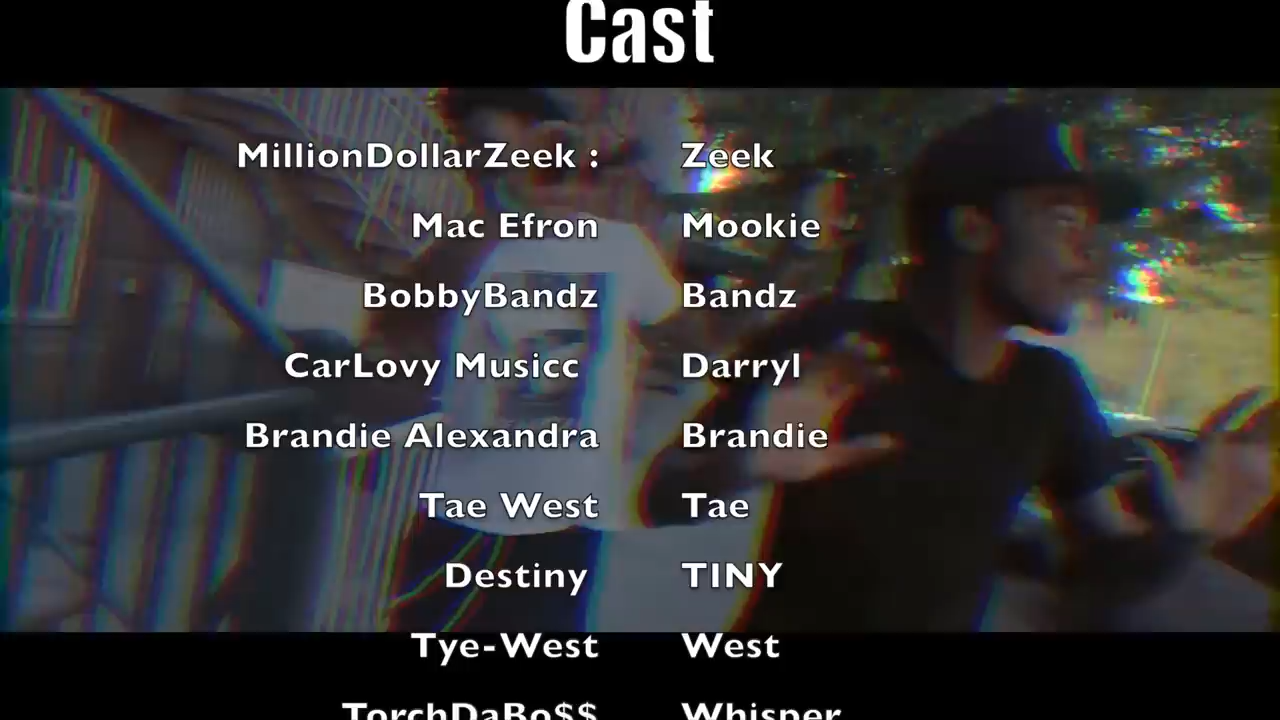 Cast
MillionDollarZeek : Zeek
Mac Efron Mookie
BobbyBandz Bandz
CarLovy Musicc Darryl
Brandie Alexandra Brandie
Tae West Tae
Destiny TINY
Tye-West West
TorchDaBo$$ Whisper